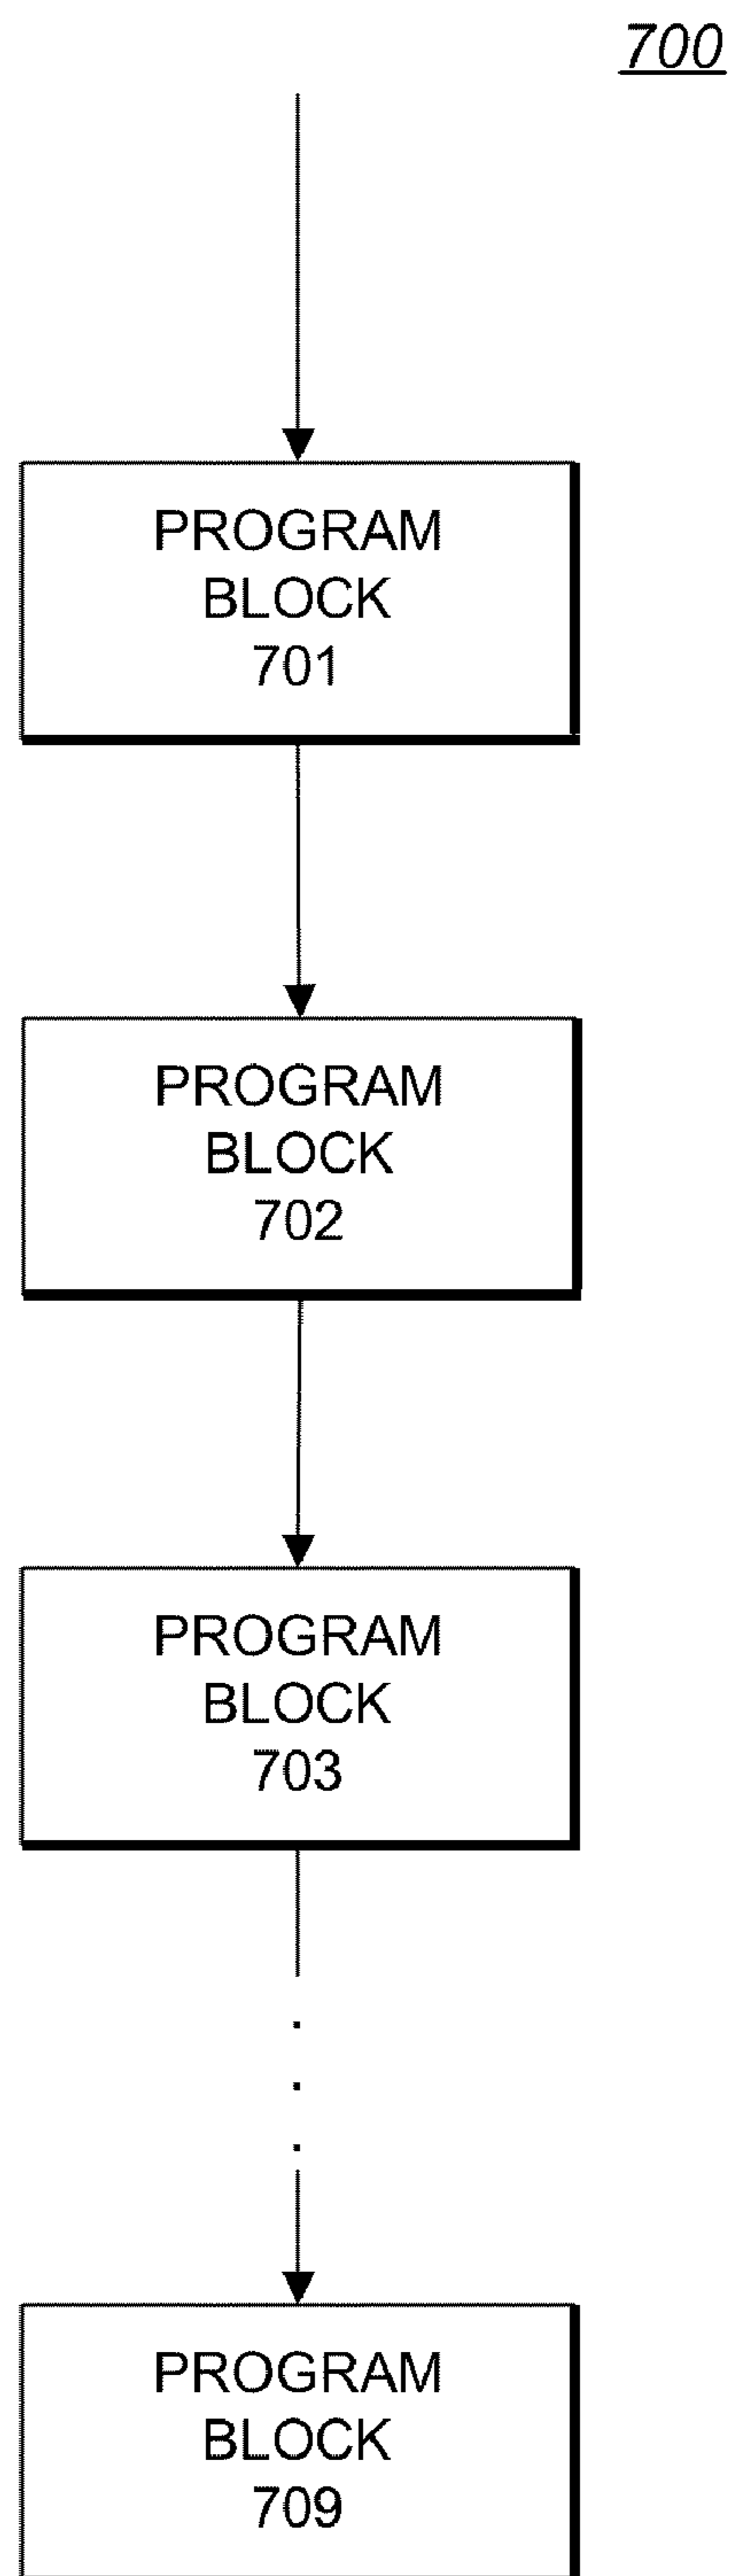 700
PROGRAM
BLOCK
701
PROGRAM
BLOCK
702
PROGRAM
BLOCK
703
.
.
.
PROGRAM
BLOCK
709